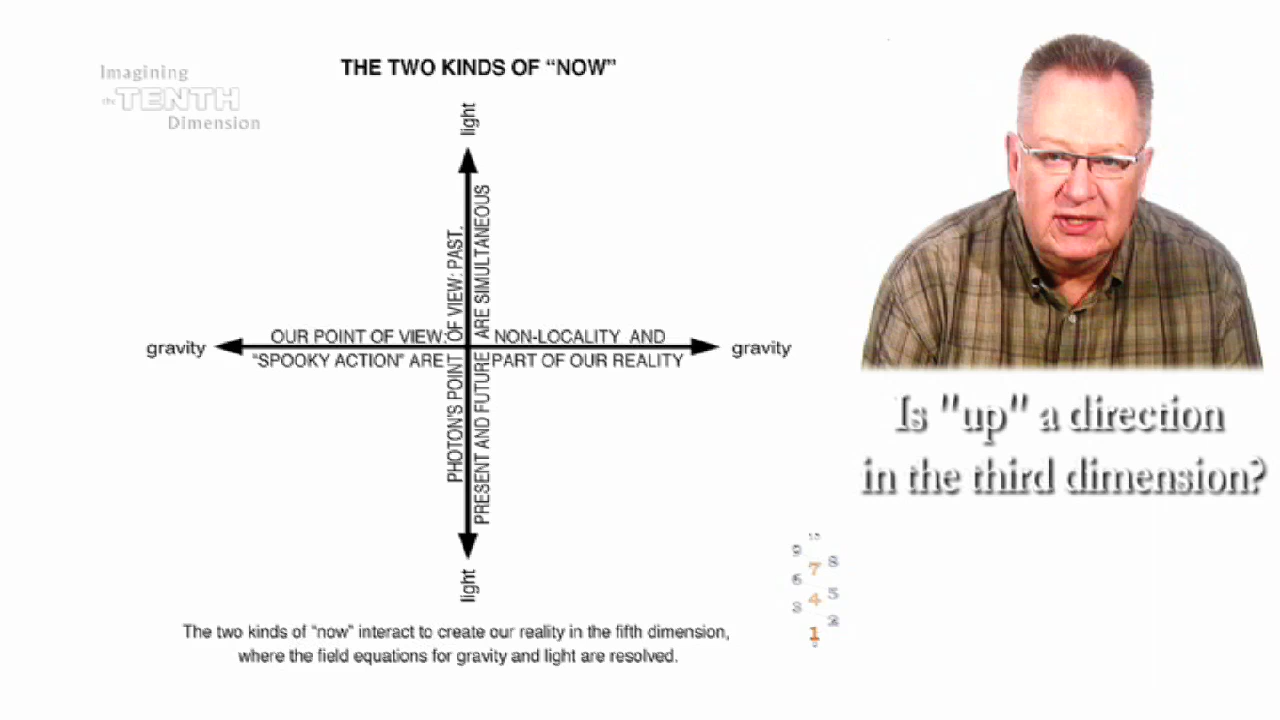 Imagining
the TENTH
Dimension
THE TWO KINDS OF “NOW”
light
PHOTON'S POINT OF VIEW: PAST,
PRESENT AND FUTURE ARE SIMULTANEOUS
gravity
OUR POINT OF VIEW: NON-LOCALITY AND
“SPOOKY ACTION” ARE PART OF OUR REALITY
gravity
light
Is "up" a direction
in the third dimension?
10
9
8
7
6
5
4
3
2
1
0
The two kinds of “now” interact to create our reality in the fifth dimension,
where the field equations for gravity and light are resolved.